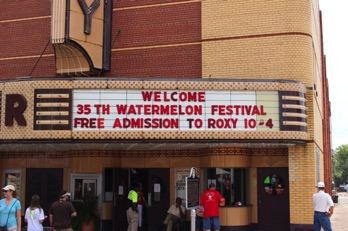 Y
R
WELCOME
35TH WATERMELON FESTIVAL
FREE ADMISSION TO ROXY 10-4